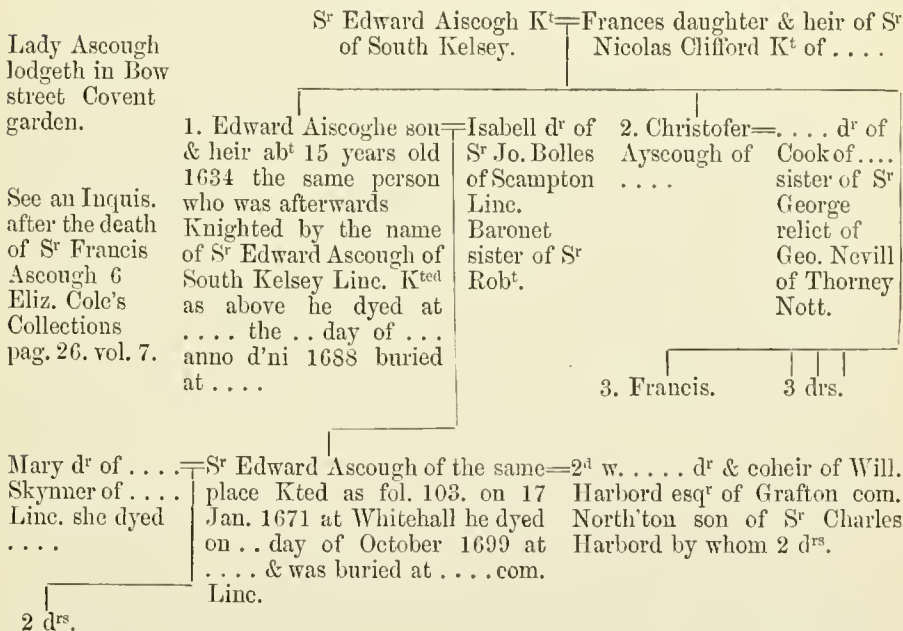 Sʳ Edward Aiscogh Kᵗ=Frances daughter & heir of Sʳ
of South Kelsey. Nicolas Clifford Kᵗ of . . . .
Lady Ascough
lodgeth in Bow
street Covent
garden.
See an Inquis.
after the death
of Sʳ Francis
Ascough 6
Eliz. Cole's
Collections
pag. 26. vol. 7.
1. Edward Aiscoghe son=
& heir abᵗ 15 years old
1634 the same person
who was afterwards
Knighted by the name
of Sʳ Edward Ascough of
South Kelsey Linc. Kᵗᵉᵈ
as above he dyed at
. . . . the . . day of . . .
anno d'ni 1688 buried
at . . . .
Isabell dʳ of
Sʳ Jo. Bolles
of Scampton
Linc.
Baronet
sister of Sʳ
Robᵗ.
2. Christofer=
Ayscough of
. . . .
. . . . dʳ of
Cook of . . . .
sister of Sʳ
George
relict of
Geo. Nevill
of Thorney
Nott.
3. Francis. 3 drs.
Mary dʳ of . . . .=
Skynner of . . . .
Linc. she dyed
. . . .
Sʳ Edward Ascough of the same=
place Kted as fol. 103. on 17
Jan. 1671 at Whitehall he dyed
on . . day of October 1699 at
. . . . & was buried at . . . . com.
Linc.
2ᵈ w. . . . . dʳ & coheir of Will.
Harbord esqʳ of Grafton com.
North'ton son of Sʳ Charles
Harbord by whom 2 dʳˢ.
2 dʳˢ.